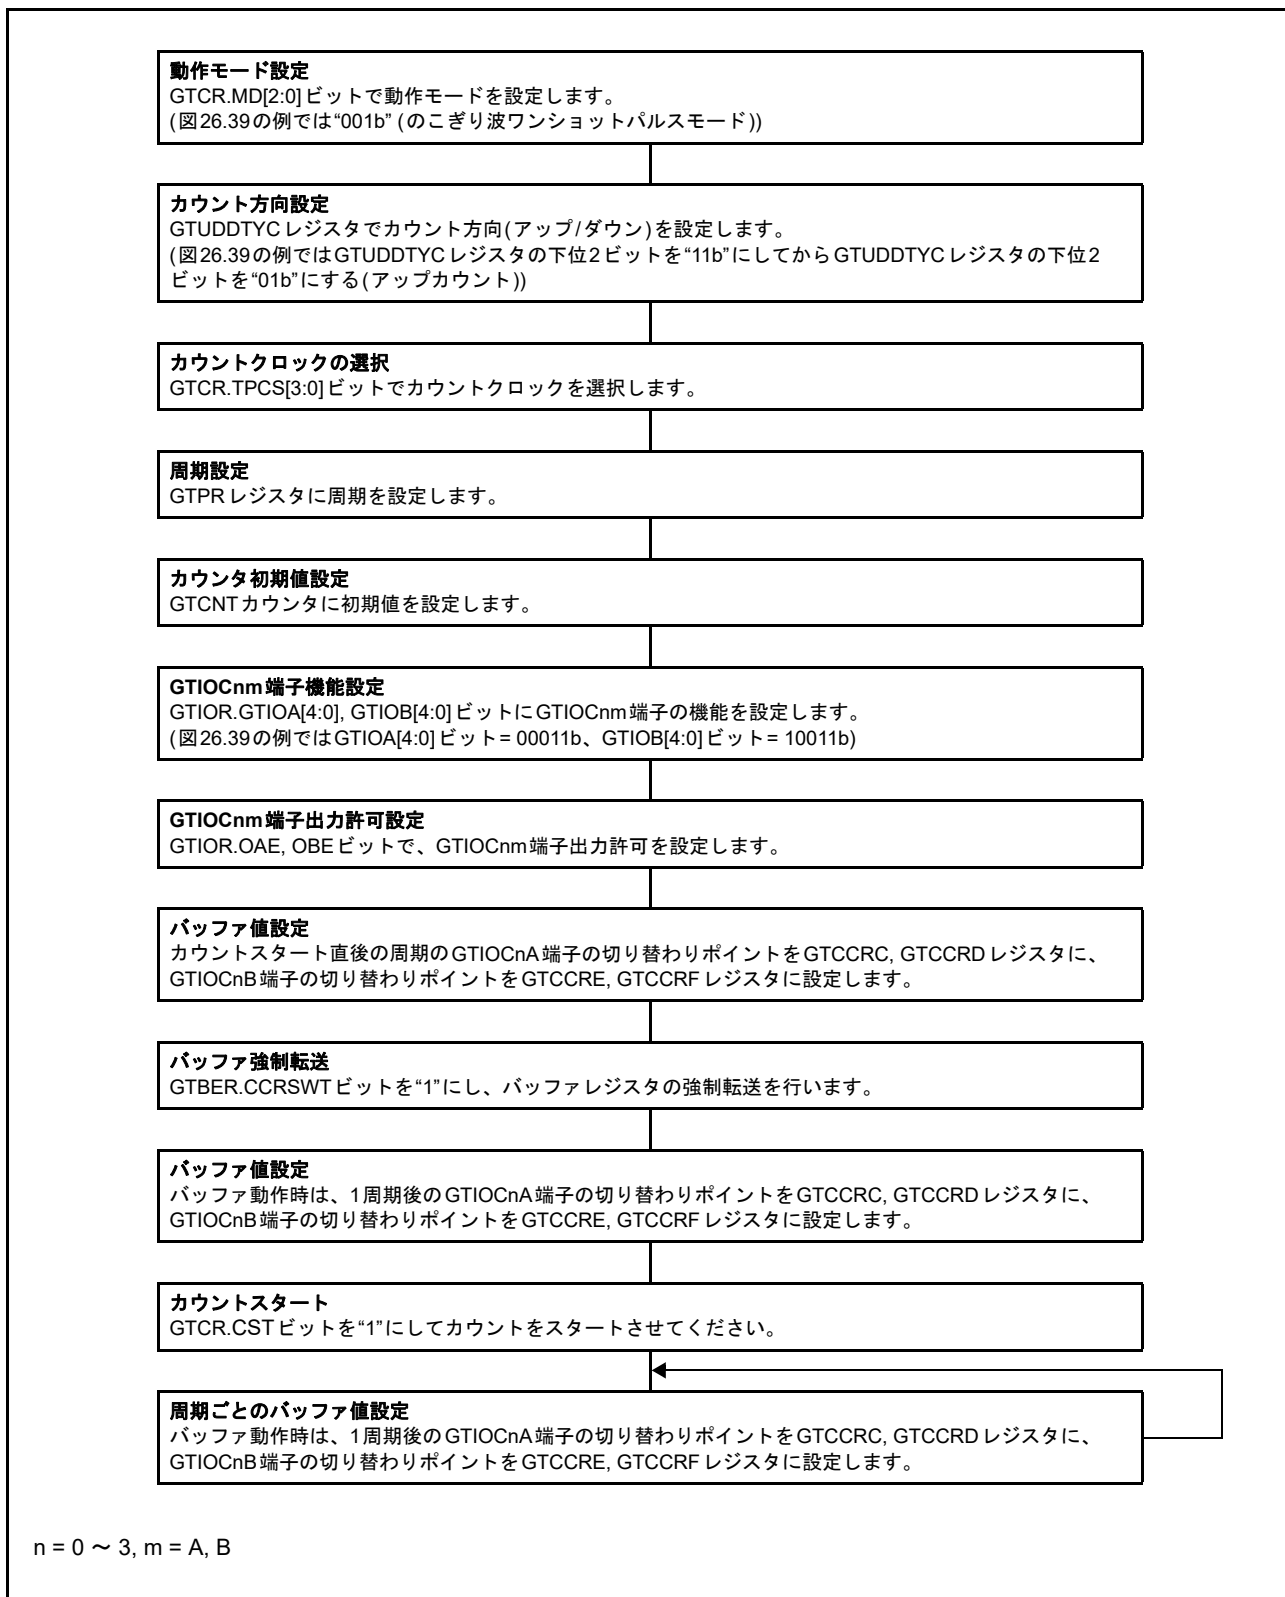 動作モード設定
GTCR.MD[2:0]ビットで動作モードを設定します。
(図26.39の例では“001b” (のこぎり波ワンショットパルスモード))
カウント方向設定
GTUDDTYCレジスタでカウント方向(アップ/ダウン)を設定します。
(図26.39の例ではGTUDDTYCレジスタの下位2ビットを“11b”にしてからGTUDDTYCレジスタの下位2
ビットを“01b”にする(アップカウント))
カウントクロックの選択
GTCR.TPCS[3:0]ビットでカウントクロックを選択します。
周期設定
GTPRレジスタに周期を設定します。
カウンタ初期値設定
GTCNTカウンタに初期値を設定します。
GTIOCnm端子機能設定
GTIOR.GTIOA[4:0], GTIOB[4:0]ビットにGTIOCnm端子の機能を設定します。
(図26.39の例ではGTIOA[4:0]ビット= 00011b、GTIOB[4:0]ビット= 10011b)
GTIOCnm端子出力許可設定
GTIOR.OAE, OBEビットで、GTIOCnm端子出力許可を設定します。
バッファ値設定
カウントスタート直後の周期のGTIOCnA端子の切り替わりポイントをGTCCRC, GTCCRDレジスタに、
GTIOCnB端子の切り替わりポイントをGTCCRE, GTCCRFレジスタに設定します。
バッファ強制転送
GTBER.CCRSWTビットを“1”にし、バッファレジスタの強制転送を行います。
バッファ値設定
バッファ動作時は、1周期後のGTIOCnA端子の切り替わりポイントをGTCCRC, GTCCRDレジスタに、
GTIOCnB端子の切り替わりポイントをGTCCRE, GTCCRFレジスタに設定します。
カウントスタート
GTCR.CSTビットを“1”にしてカウントをスタートさせてください。
周期ごとのバッファ値設定
バッファ動作時は、1周期後のGTIOCnA端子の切り替わりポイントをGTCCRC, GTCCRDレジスタに、
GTIOCnB端子の切り替わりポイントをGTCCRE, GTCCRFレジスタに設定します。
n = 0 ～ 3, m = A, B